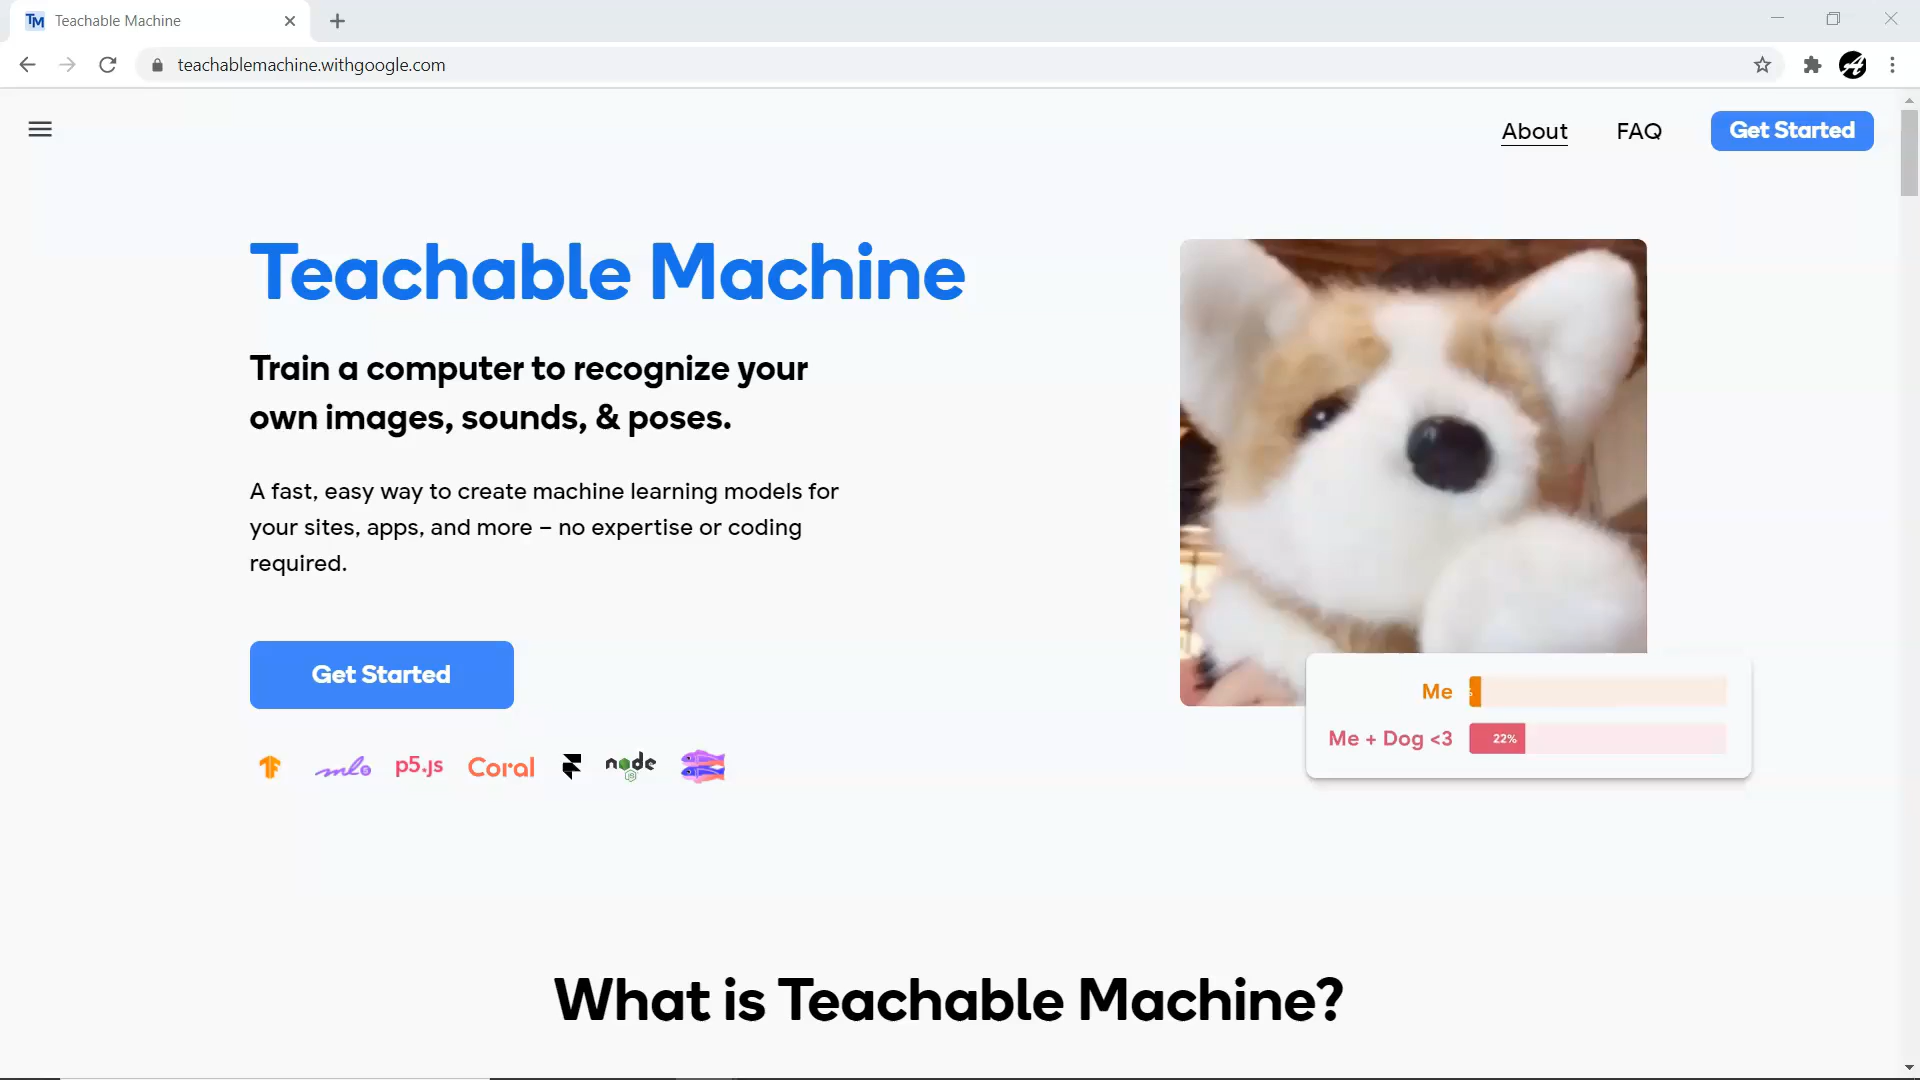 TM Teachable Machine
teachablemachine.withgoogle.com
About FAQ Get Started
Teachable Machine
Train a computer to recognize your
own images, sounds, & poses.
A fast, easy way to create machine learning models for
your sites, apps, and more – no expertise or coding
required.
Get Started
ml5 p5.js Coral node
Me
Me + Dog <3 22%
What is Teachable Machine?